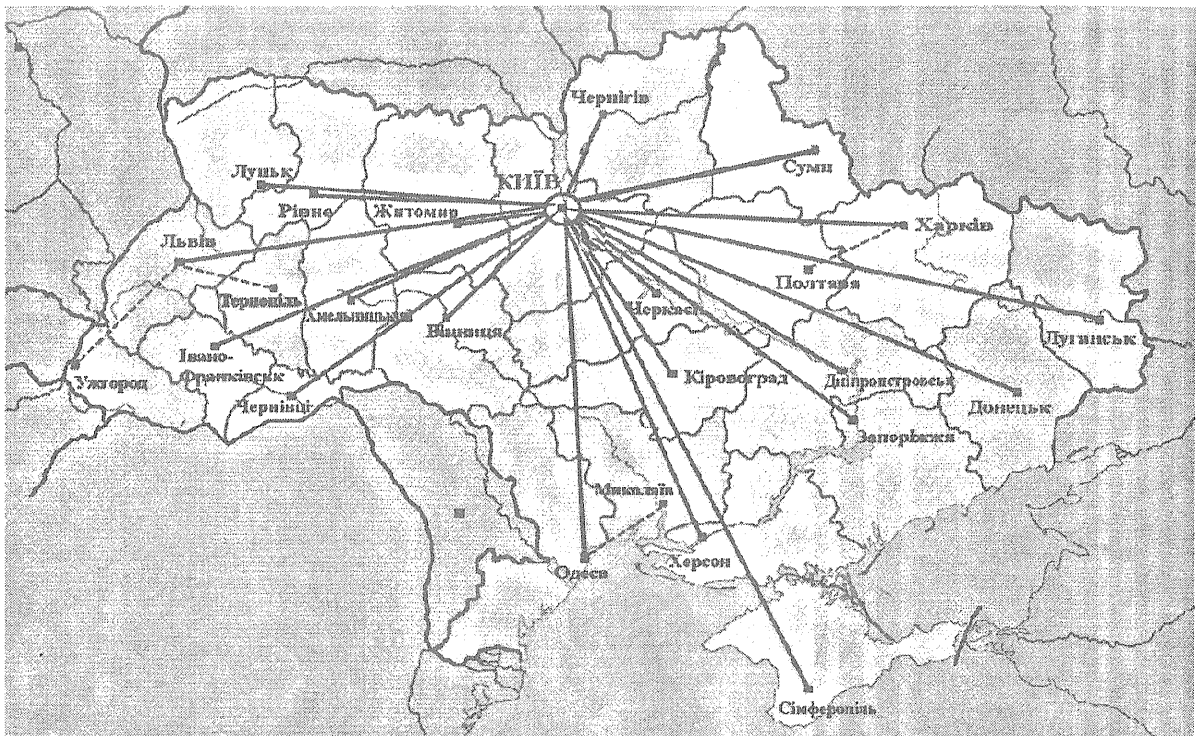 Чернігів
Суми
Луцьк
КИЇВ
Рівне
Житомир
Харків
Львів
Полтава
Тернопіль
Хмельницький
Черкаси
Вінниця
Луганськ
Івано-
Франківськ
Ужгород
Кіровоград
Дніпропетровськ
Чернівці
Донецьк
Запоріжжя
Миколаїв
Одеса
Херсон
Сімферопіль